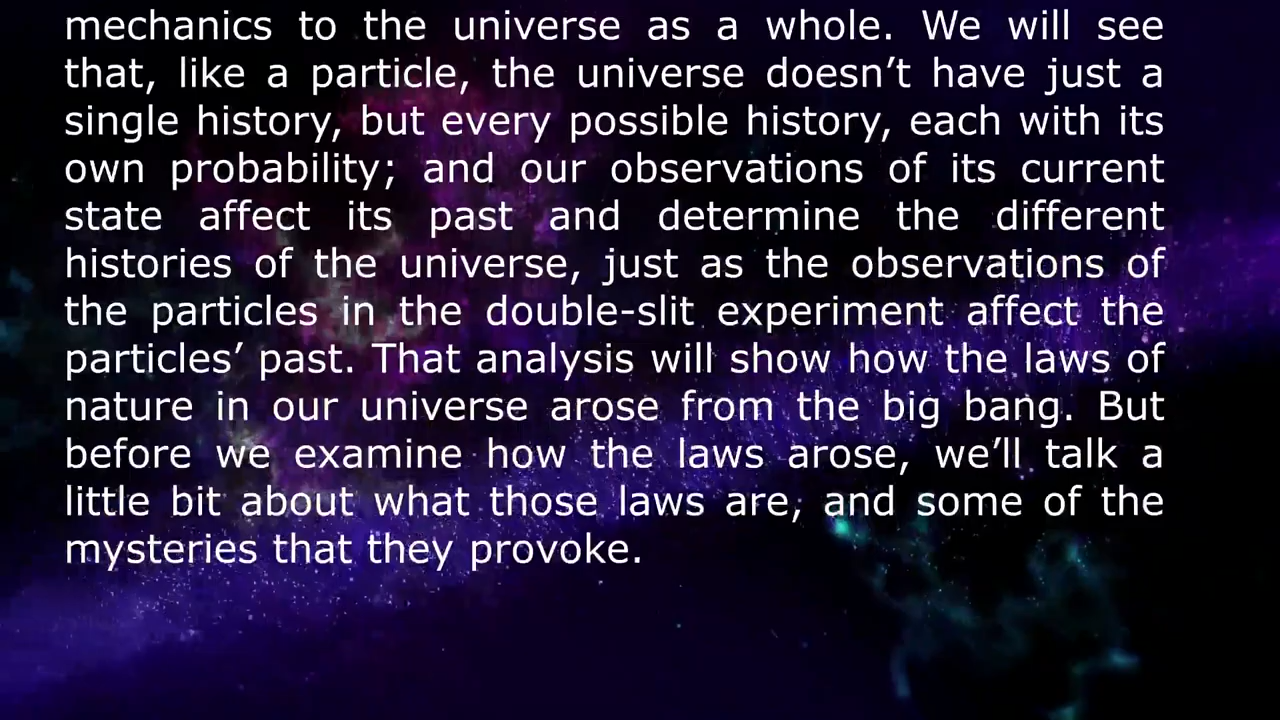 mechanics to the universe as a whole. We will see
that, like a particle, the universe doesn’t have just a
single history, but every possible history, each with its
own probability; and our observations of its current
state affect its past and determine the different
histories of the universe, just as the observations of
the particles in the double-slit experiment affect the
particles’ past. That analysis will show how the laws of
nature in our universe arose from the big bang. But
before we examine how the laws arose, we’ll talk a
little bit about what those laws are, and some of the
mysteries that they provoke.